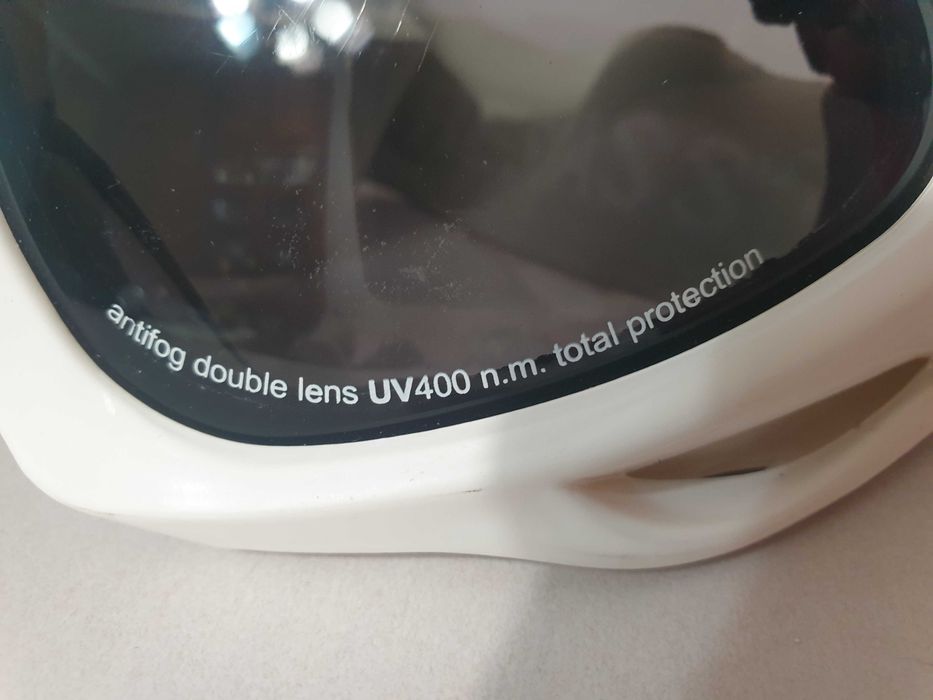 antifog double lens UV400 n.m. total protection